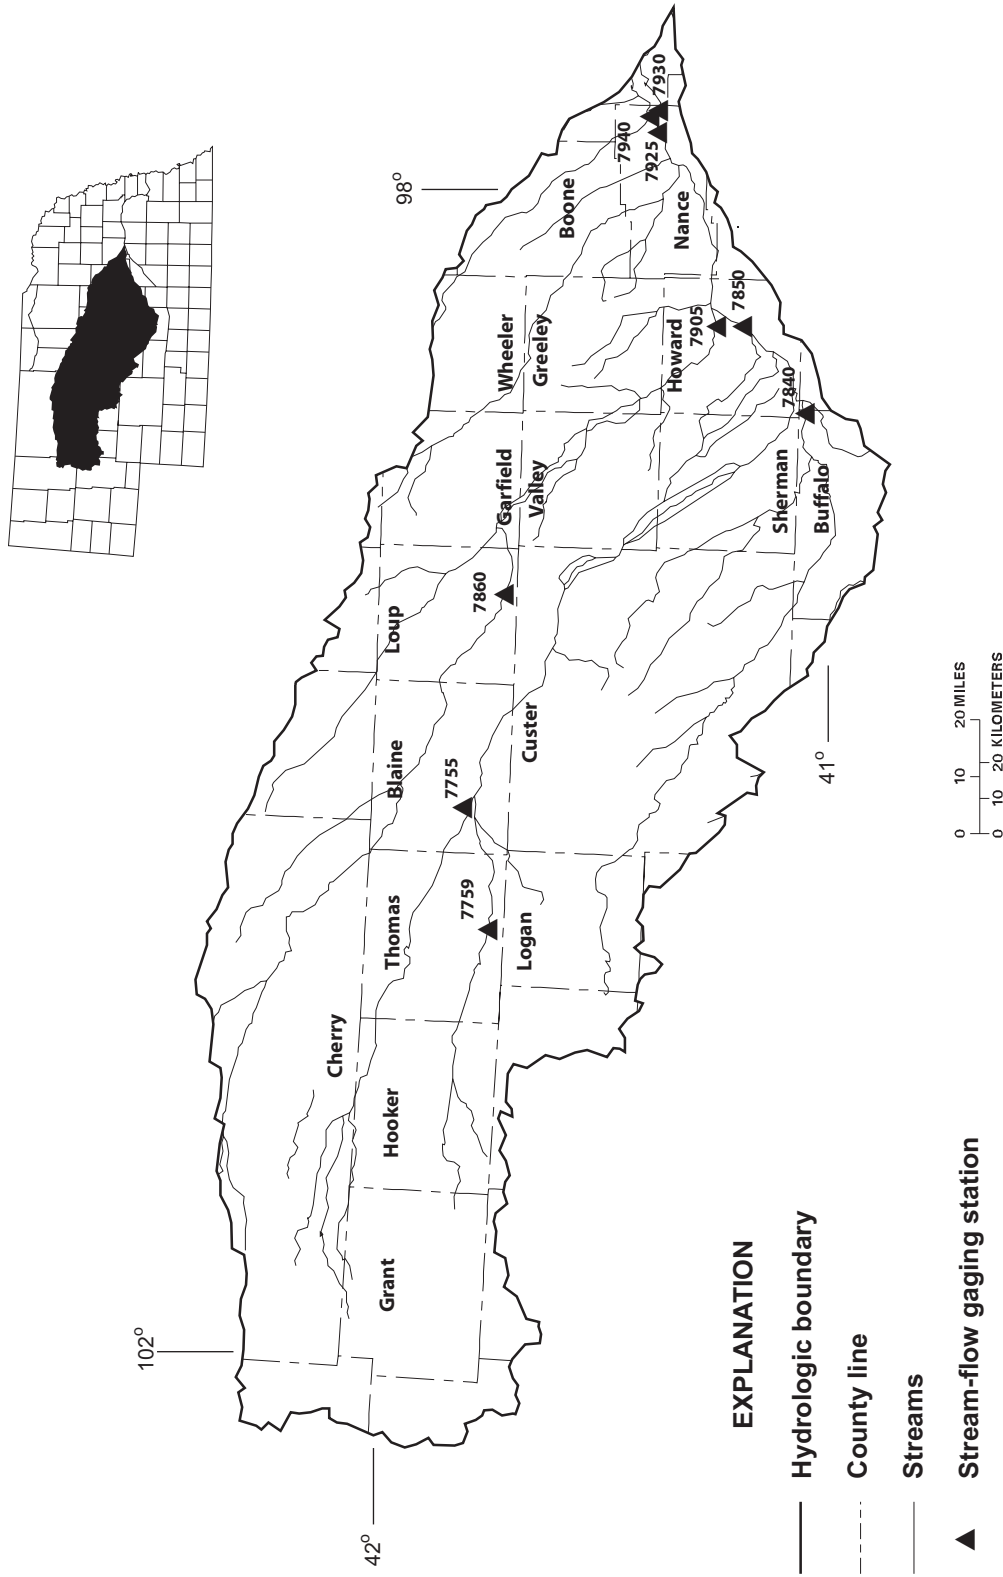 102°
98°
42°
41°
Cherry
Grant
Hooker
Thomas
Blaine
Loup
Garfield
Wheeler
Boone
Logan
Custer
Valley
Greeley
Nance
Sherman
Howard
Buffalo
7759
7755
7860
7840
7905
7850
7925
7940
7930
EXPLANATION
Hydrologic boundary
County line
Streams
Stream-flow gaging station
0 10 20 MILES
0 10 20 KILOMETERS